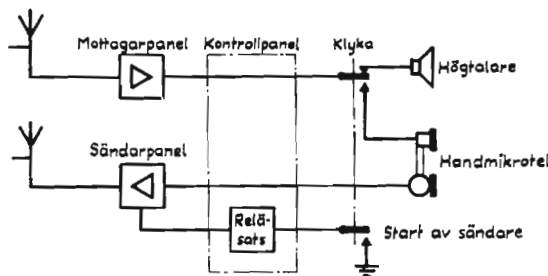 Mottagarpanel
Kontrollpanel
Klyka
Högtalare
Sändarpanel
Handmikrotel
Relä-
sats
Start av sändare